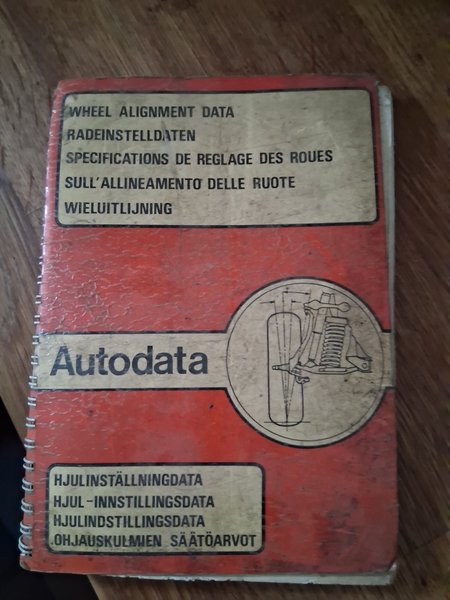 WHEEL ALIGNMENT DATA
RADEINSTELLDATEN
SPECIFICATIONS DE REGLAGE DES ROUES
SULL'ALLINEAMENTO DELLE RUOTE
WIELUITLIJNING
Autodata
HJULINSTÄLLNINGDATA
HJUL-INNSTILLINGSDATA
HJULINDSTILLINGSDATA
OHJAUSKULMIEN SÄÄTÖARVOT